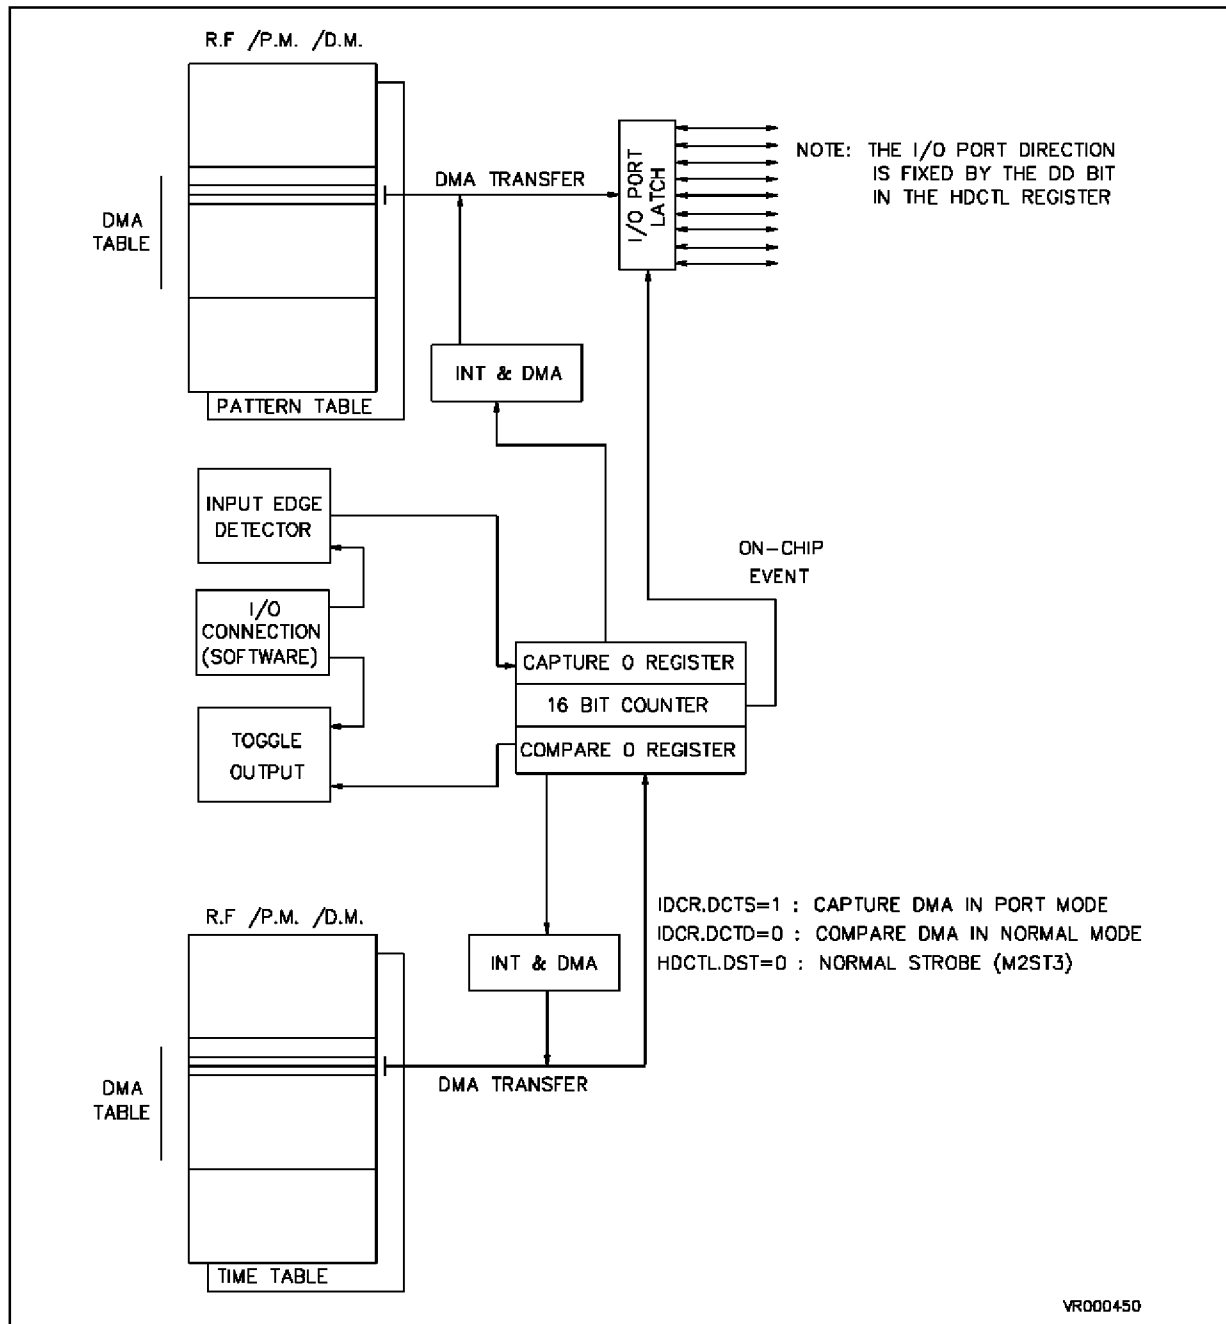 R.F /P.M. /D.M.
DMA
TABLE
PATTERN TABLE
DMA TRANSFER
I/O PORT
LATCH
NOTE: THE I/O PORT DIRECTION
IS FIXED BY THE DD BIT
IN THE HDCTL REGISTER
INT & DMA
INPUT EDGE
DETECTOR
I/O
CONNECTION
(SOFTWARE)
TOGGLE
OUTPUT
ON-CHIP
EVENT
CAPTURE 0 REGISTER
16 BIT COUNTER
COMPARE 0 REGISTER
R.F /P.M. /D.M.
DMA
TABLE
TIME TABLE
INT & DMA
DMA TRANSFER
IDCR.DCTS=1 : CAPTURE DMA IN PORT MODE
IDCR.DCTD=0 : COMPARE DMA IN NORMAL MODE
HDCTL.DST=0 : NORMAL STROBE (M2ST3)
VR000450